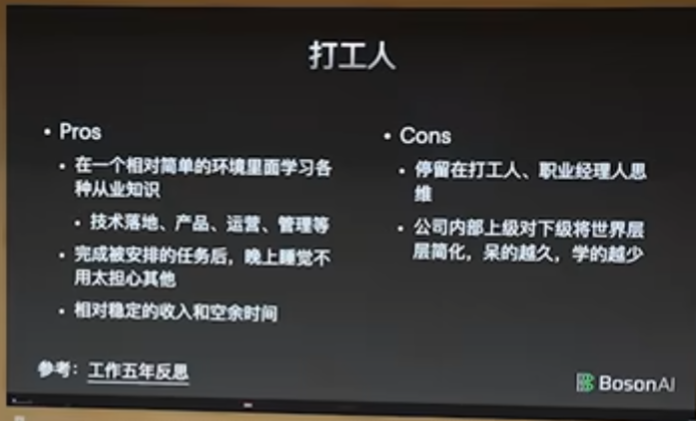 打工人
• Pros
• 在一个相对简单的环境里面学习各
种从业知识
• 技术落地、产品、运营、管理等
• 完成被安排的任务后，晚上睡觉不
用太担心其他
• 相对稳定的收入和空余时间
• Cons
• 停留在打工人、职业经理人思
维
• 公司内部上级对下级将世界层
层简化，呆的越久，学的越少
参考：工作五年反思
BosonAI